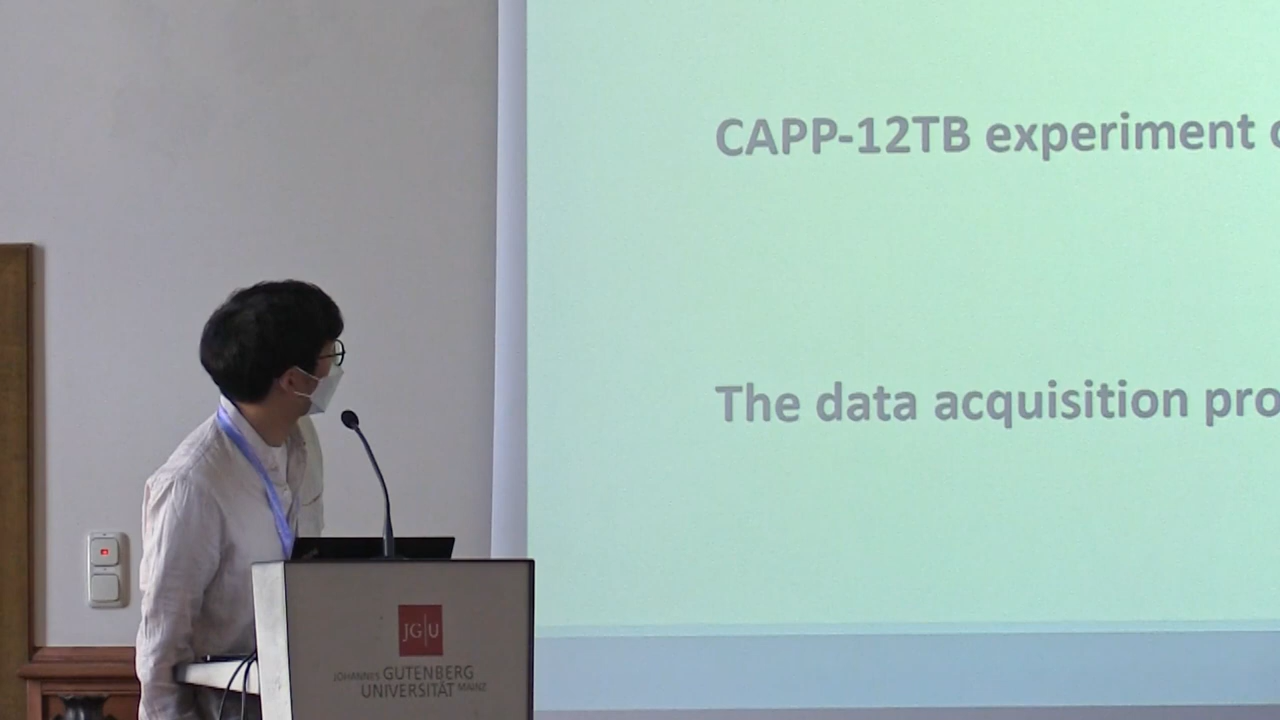 CAPP-12TB experiment
The data acquisition pro
JG|U
JOHANNES GUTENBERG
UNIVERSITÄT MAINZ